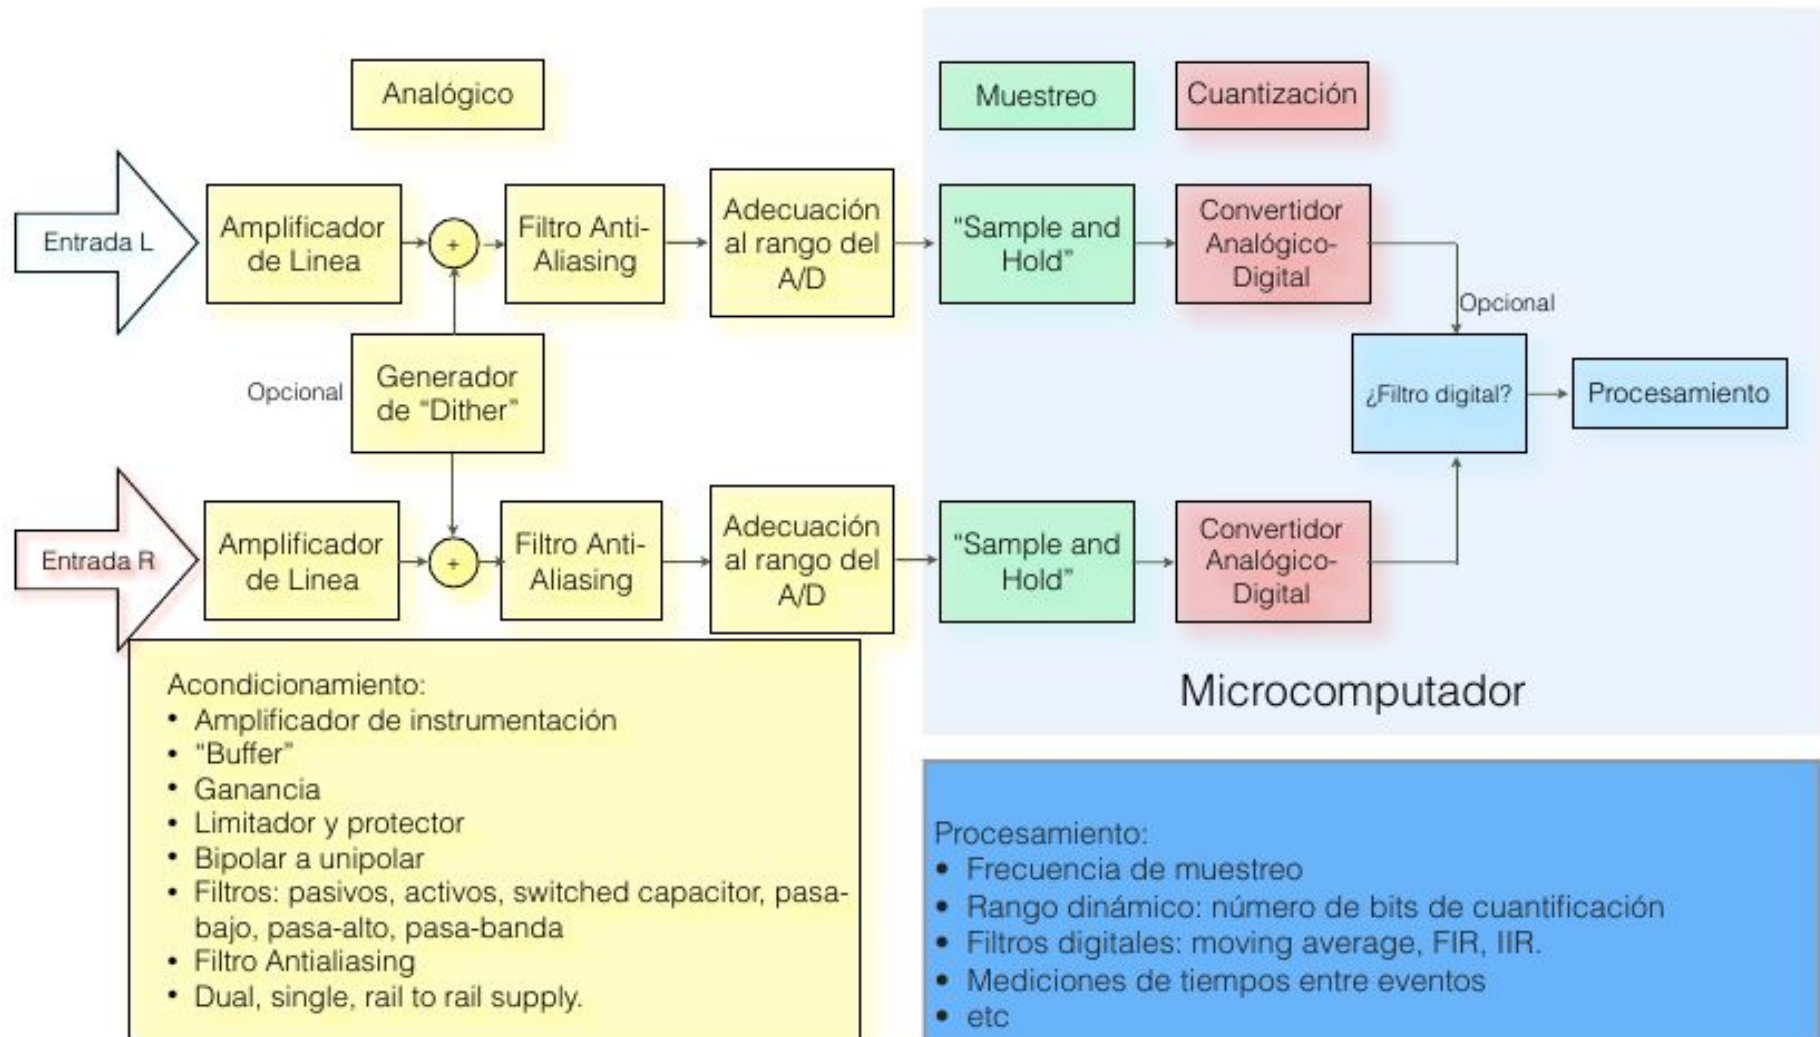 Analógico
Muestreo
Cuantización
Entrada L
Amplificador
de Linea
+
Filtro Anti-
Aliasing
Adecuación
al rango del
A/D
"Sample and
Hold"
Convertidor
Analógico-
Digital
Opcional
Opcional
Generador
de "Dither"
¿Filtro digital?
Procesamiento
Entrada R
Amplificador
de Linea
+
Filtro Anti-
Aliasing
Adecuación
al rango del
A/D
"Sample and
Hold"
Convertidor
Analógico-
Digital
Microcomputador
Acondicionamiento:
• Amplificador de instrumentación
• "Buffer"
• Ganancia
• Limitador y protector
• Bipolar a unipolar
• Filtros: pasivos, activos, switched capacitor, pasa-
bajo, pasa-alto, pasa-banda
• Filtro Antialiasing
• Dual, single, rail to rail supply.
Procesamiento:
• Frecuencia de muestreo
• Rango dinámico: número de bits de cuantificación
• Filtros digitales: moving average, FIR, IIR.
• Mediciones de tiempos entre eventos
• etc